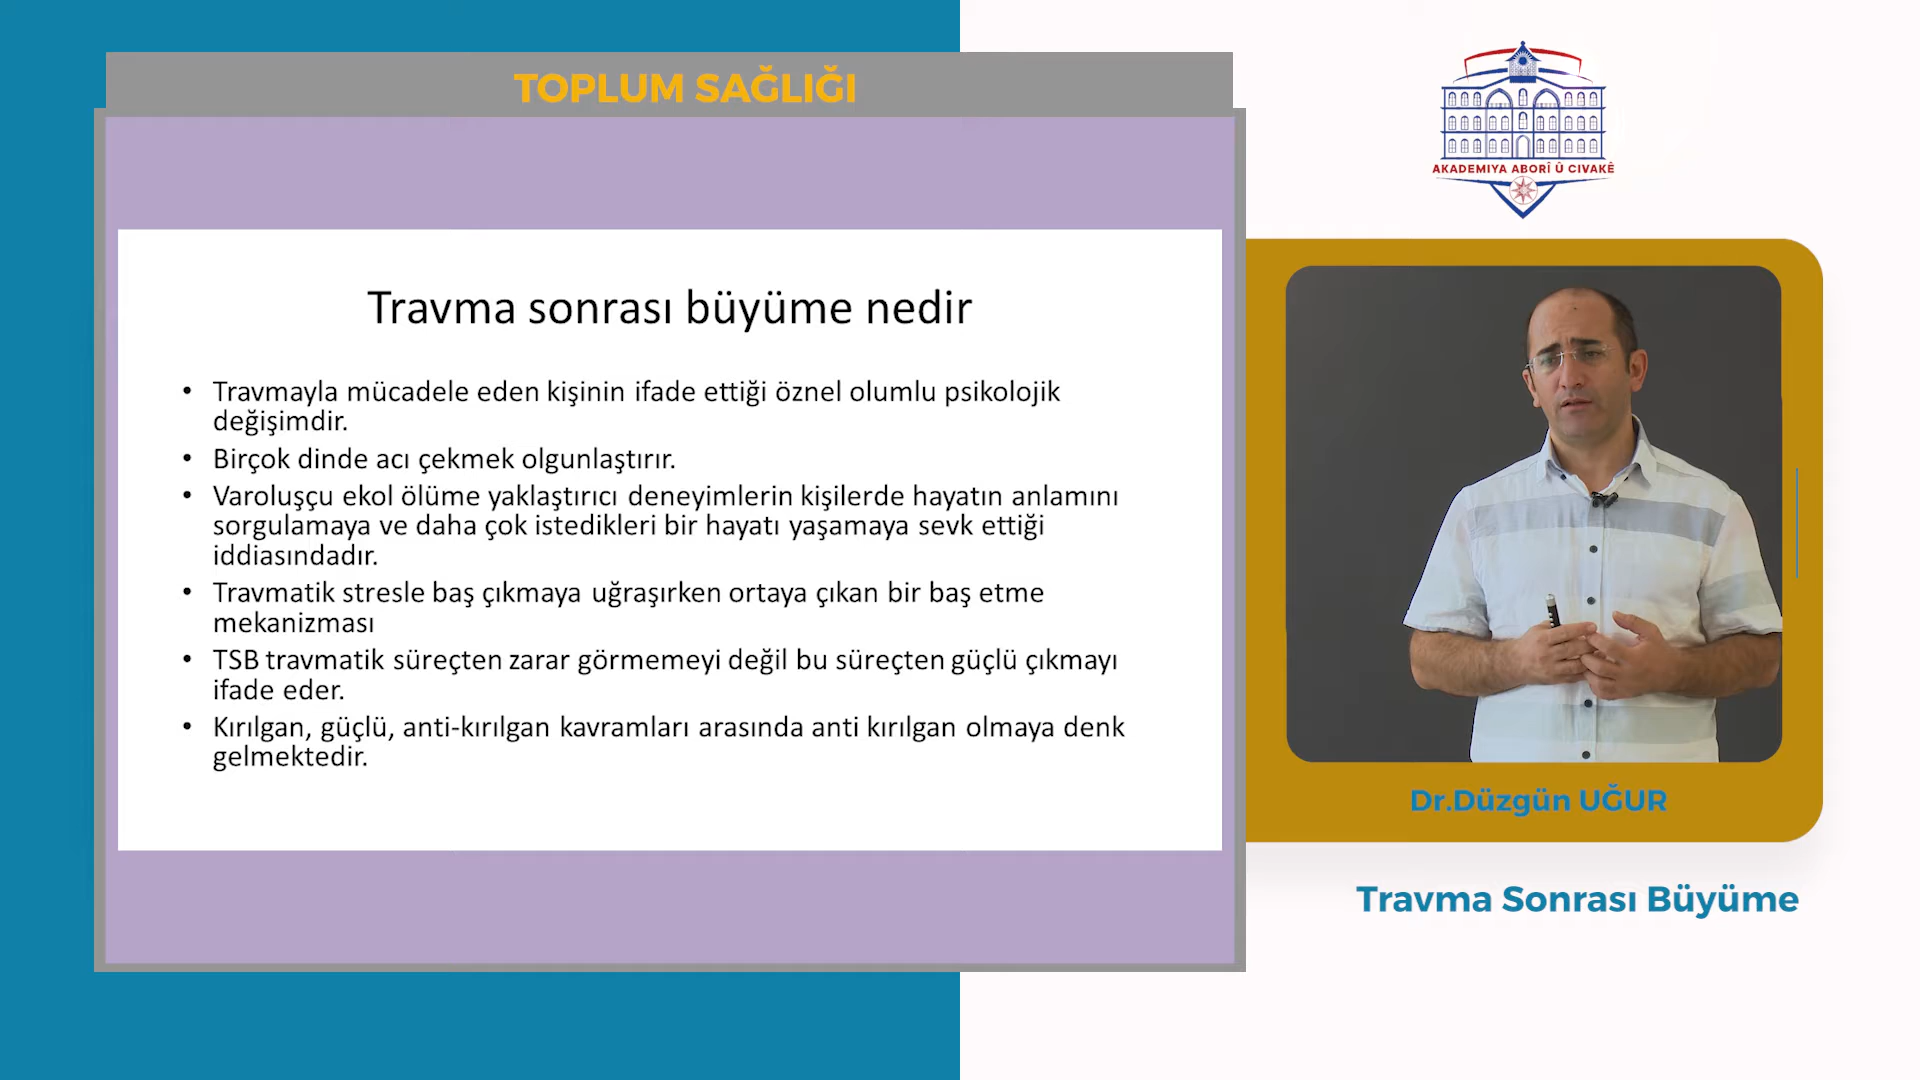 TOPLUM SAĞLIĞI
Travma sonrası büyüme nedir
• Travmayla mücadele eden kişinin ifade ettiği öznel olumlu psikolojik
değişimdir.
• Birçok dinde acı çekmek olgunlaştırır.
• Varoluşçu ekol ölüme yaklaştırıcı deneyimlerin kişilerde hayatın anlamını
sorgulamaya ve daha çok istedikleri bir hayatı yaşamaya sevk ettiği
iddiasındadır.
• Travmatik stresle baş çıkmaya uğraşırken ortaya çıkan bir baş etme
mekanizması
• TSB travmatik süreçten zarar görmemeyi değil bu süreçten güçlü çıkmayı
ifade eder.
• Kırılgan, güçlü, anti-kırılgan kavramları arasında anti kırılgan olmaya denk
gelmektedir.
AKADEMIYA ABORÎ Û CIVAKÊ
Dr.Düzgün UĞUR
Travma Sonrası Büyüme